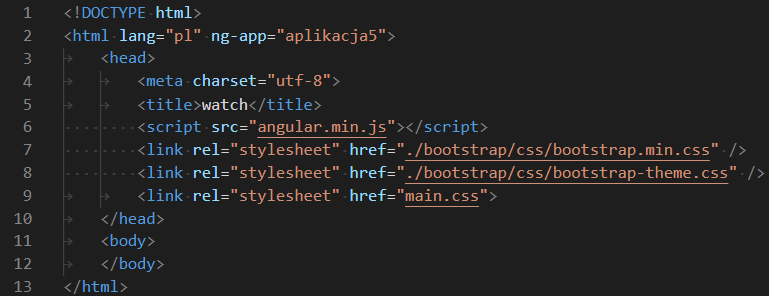 1 <!DOCTYPE html>
2 <html lang="pl" ng-app="aplikacja5">
3 <head>
4 <meta charset="utf-8">
5 <title>watch</title>
6 <script src="angular.min.js"></script>
7 <link rel="stylesheet" href="./bootstrap/css/bootstrap.min.css" />
8 <link rel="stylesheet" href="./bootstrap/css/bootstrap-theme.css" />
9 <link rel="stylesheet" href="main.css">
10 </head>
11 <body>
12 </body>
13 </html>